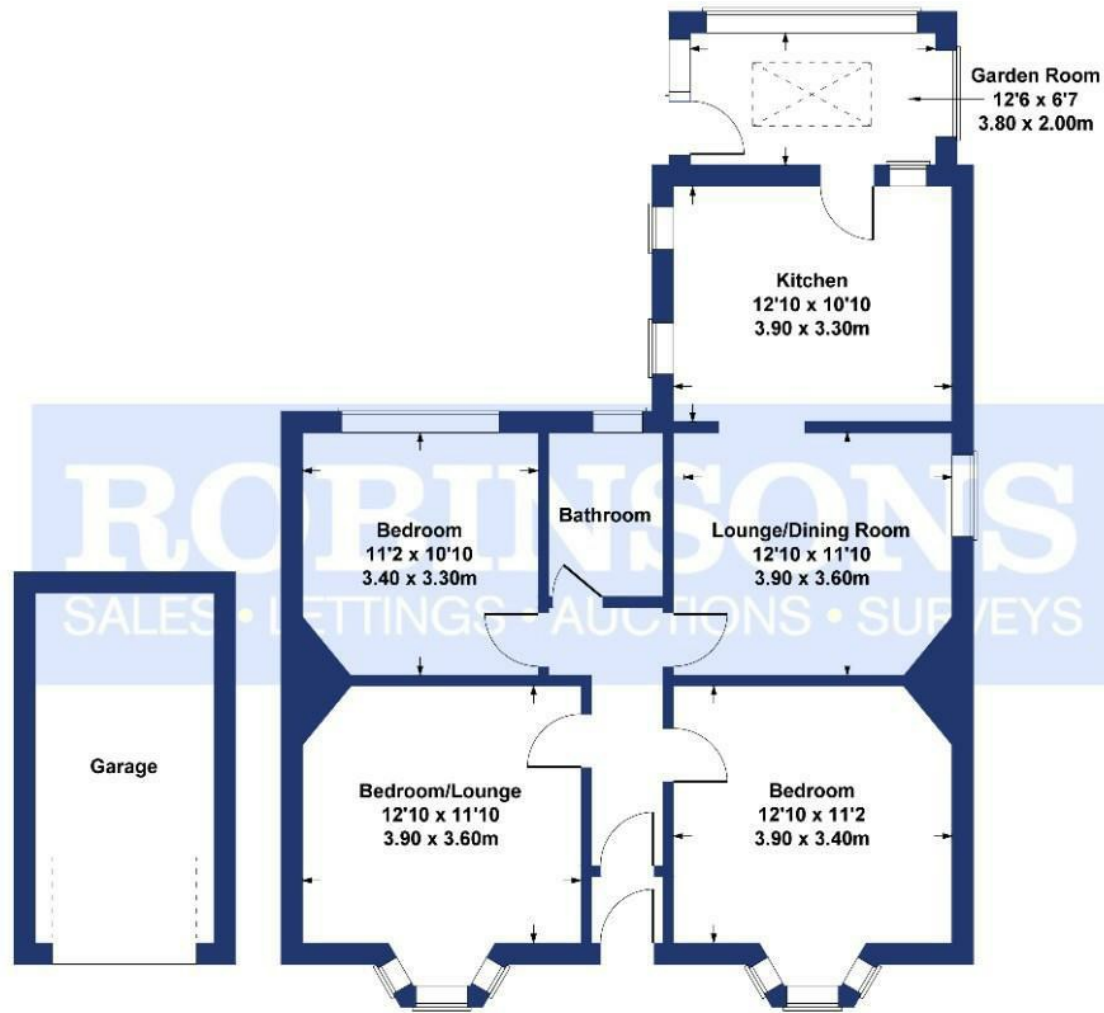 Garden Room
12'6 x 6'7
3.80 x 2.00m
Kitchen
12'10 x 10'10
3.90 x 3.30m
ROBINSONS
Bedroom
11'2 x 10'10
3.40 x 3.30m
Bathroom
Lounge/Dining Room
12'10 x 11'10
3.90 x 3.60m
SALES • LETTINGS • AUCTIONS • SURVEYS
Garage
Bedroom/Lounge
12'10 x 11'10
3.90 x 3.60m
Bedroom
12'10 x 11'2
3.90 x 3.40m